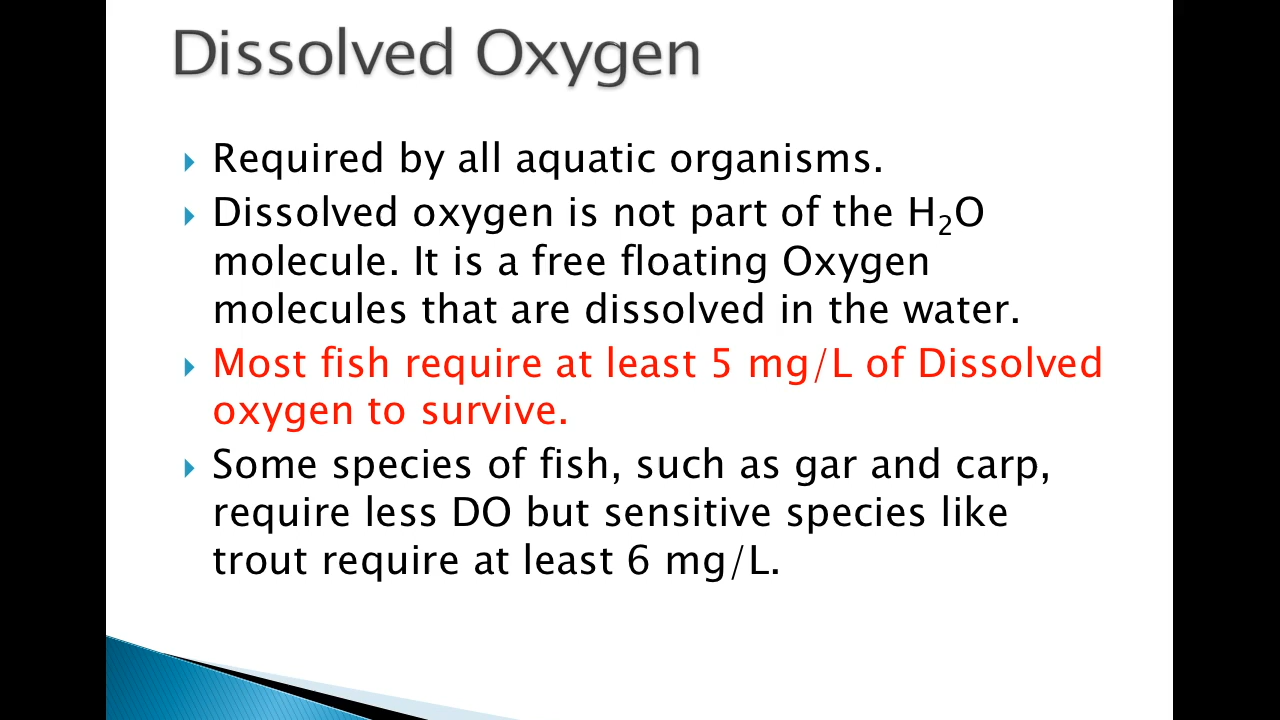 Dissolved Oxygen
Required by all aquatic organisms.
Dissolved oxygen is not part of the H₂O
molecule. It is a free floating Oxygen
molecules that are dissolved in the water.
Most fish require at least 5 mg/L of Dissolved
oxygen to survive.
Some species of fish, such as gar and carp,
require less DO but sensitive species like
trout require at least 6 mg/L.